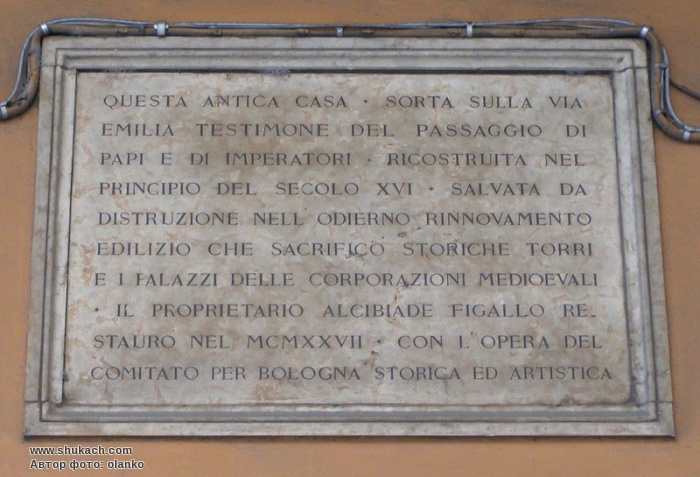 QUESTA ANTICA CASA · SORTA SULLA VIA
EMILIA TESTIMONE DEL PASSAGGIO DI
PAPI E DI IMPERATORI · RICOSTRUITA NEL
PRINCIPIO DEL SECOLO XVI · SALVATA DA
DISTRUZIONE NELL ODIERNO RINNOVAMENTO
EDILIZIO CHE SACRIFICO STORICHE TORRI
E I PALAZZI DELLE CORPORAZIONI MEDIOEVALI
· IL PROPRIETARIO ALCIBIADE FIGALLO RE-
STAURO NEL MCMXXVII · CON L'OPERA DEL
COMITATO PER BOLOGNA STORICA ED ARTISTICA
www.shukach.com
Автор фото: olanko